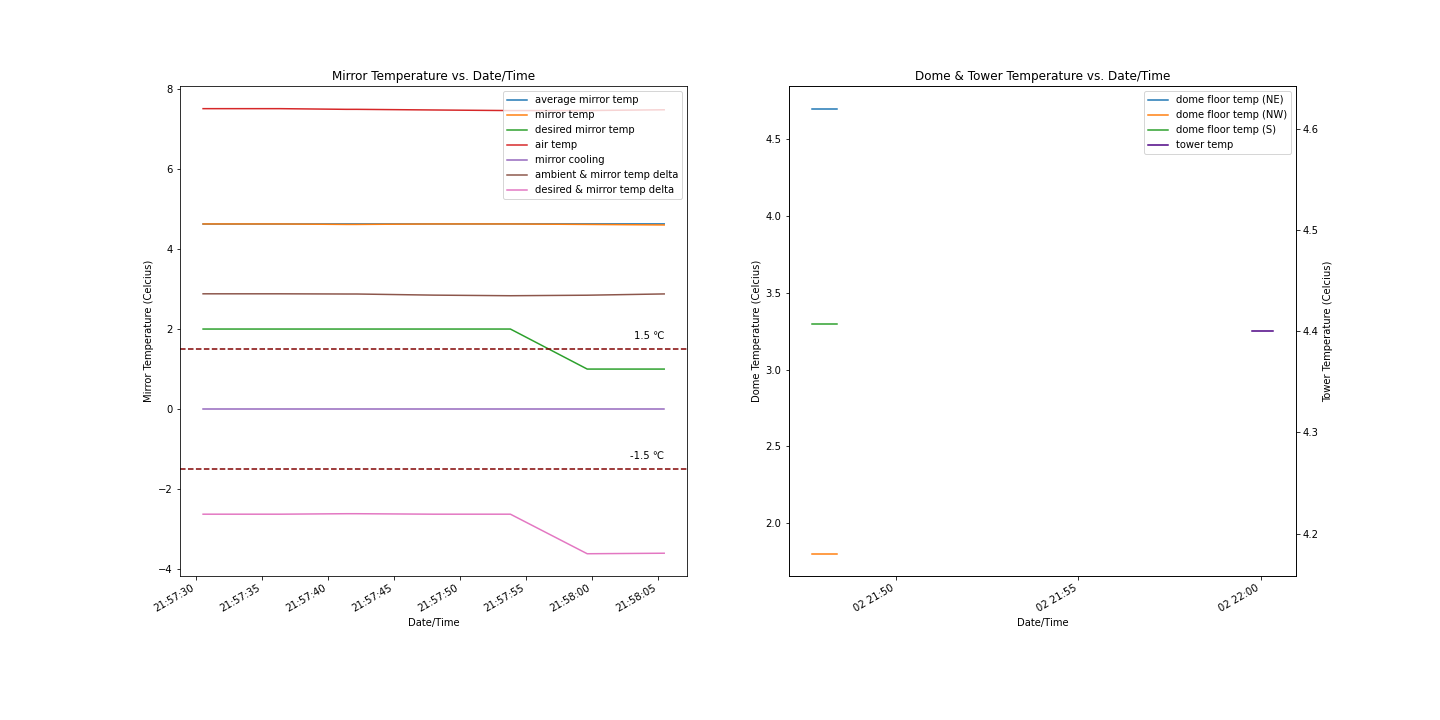 Mirror Temperature vs. Date/Time
8
6
4
2
0
−2
−4
Mirror Temperature (Celcius)
average mirror temp
mirror temp
desired mirror temp
air temp
mirror cooling
ambient & mirror temp delta
desired & mirror temp delta
1.5 °C
-1.5 °C
21:57:30
21:57:35
21:57:40
21:57:45
21:57:50
21:57:55
21:58:00
21:58:05
Date/Time
Dome & Tower Temperature vs. Date/Time
4.5
4.0
3.5
3.0
2.5
2.0
Dome Temperature (Celcius)
dome floor temp (NE)
dome floor temp (NW)
dome floor temp (S)
tower temp
4.6
4.5
4.4
4.3
4.2
Tower Temperature (Celcius)
02 21:50
02 21:55
02 22:00
Date/Time